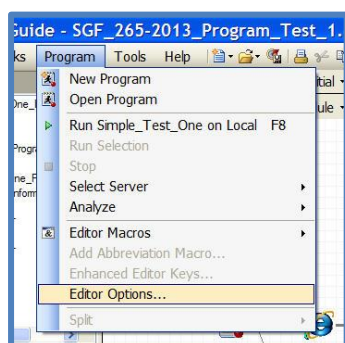 Guide - SGF_265-2013_Program_Test_1.
ks Program Tools Help
New Program
Open Program
Run Simple_Test_One on Local F8
Run Selection
Stop
Select Server
Analyze
Editor Macros
Add Abbreviation Macro...
Enhanced Editor Keys...
Editor Options...
Split